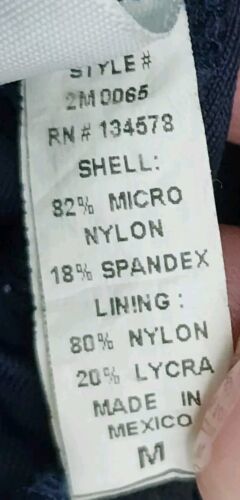 STYLE#
2M0065
RN# 134578
SHELL:
82% MICRO
NYLON
18% SPANDEX
LINING:
80% NYLON
20% LYCRA
MADE IN
MEXICO
M